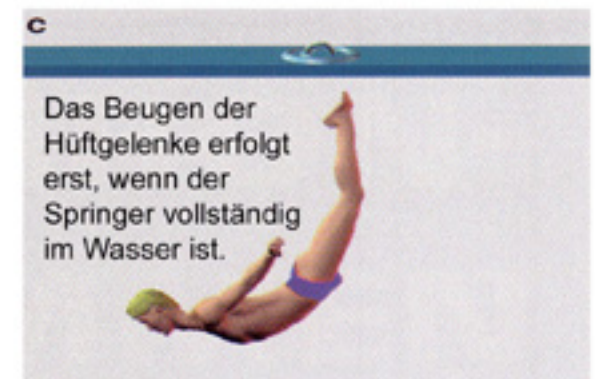 C
Das Beugen der
Hüftgelenke erfolgt
erst, wenn der
Springer vollständig
im Wasser ist.